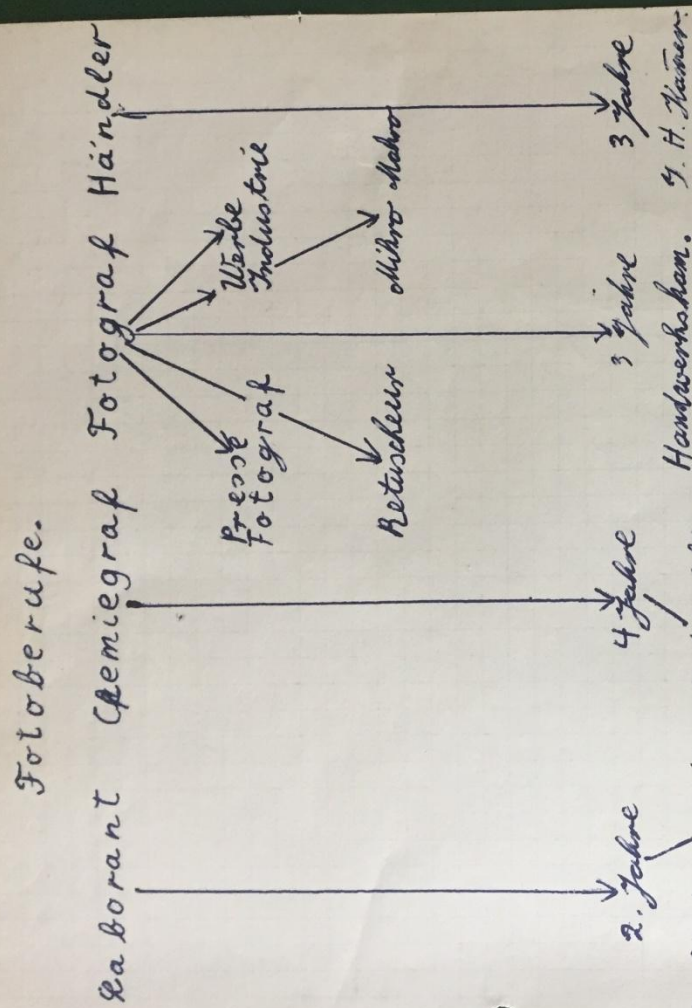 Fotoberufe.
Laborant Chemiegraf Fotograf Händler
Presse Werbe
Fotograf Industrie
Retuscheur Mikro Makro
2. Jahre 4 Jahre 3 Jahre 3 Jahre
Handwerkskam. J. H. Kamer.